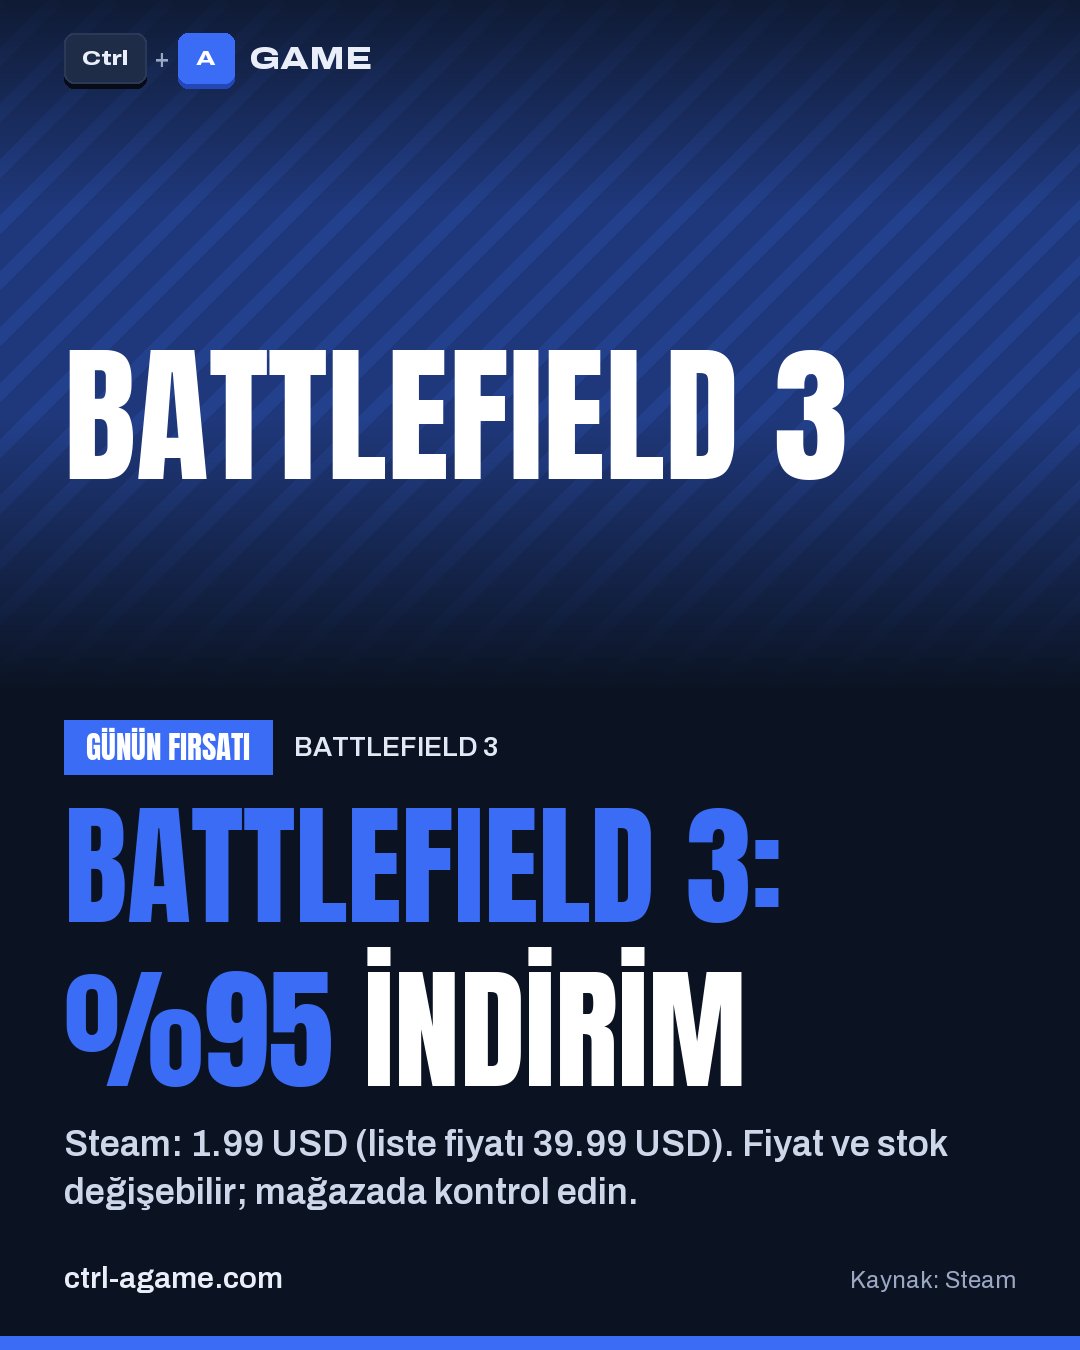 Ctrl + A GAME
BATTLEFIELD 3
GÜNÜN FIRSATI BATTLEFIELD 3
BATTLEFIELD 3:
%95 İNDİRİM
Steam: 1.99 USD (liste fiyatı 39.99 USD). Fiyat ve stok
değişebilir; mağazada kontrol edin.
ctrl-agame.com
Kaynak: Steam